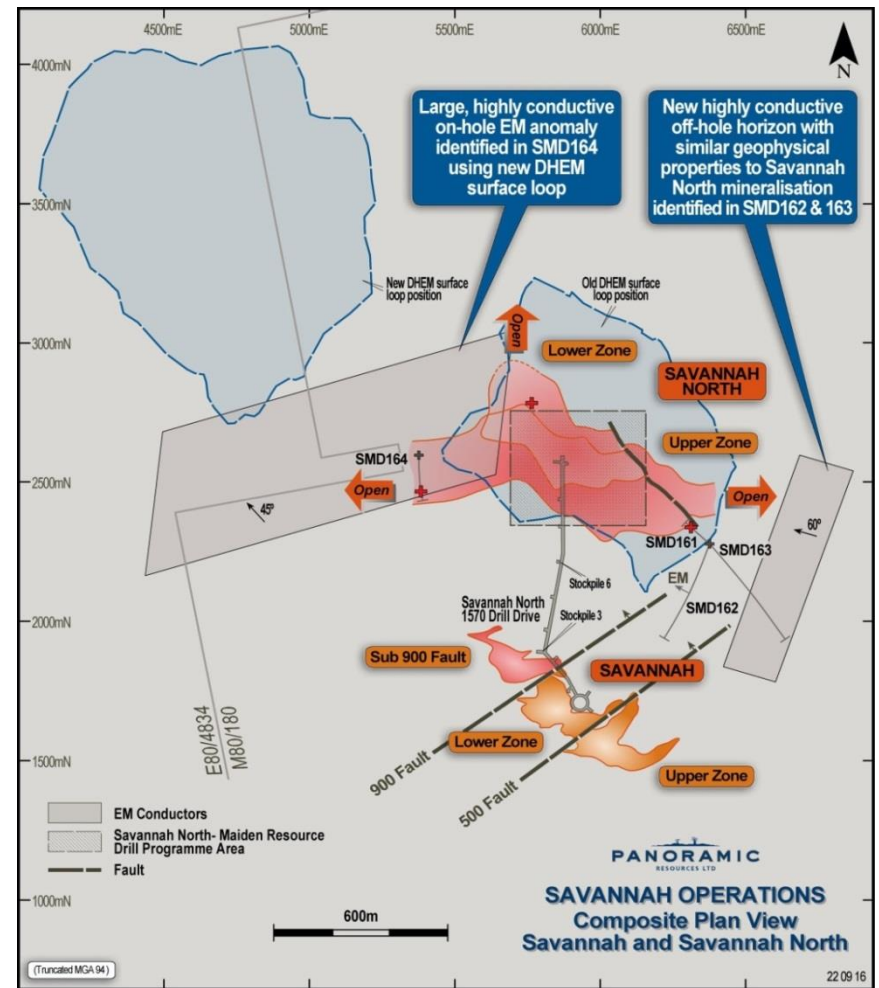 4500mE
5000mE
5500mE
6000mE
6500mE
4000mN
N
Large, highly conductive
on-hole EM anomaly
identified in SMD164
using new DHEM
surface loop
New highly conductive
off-hole horizon with
similar geophysical
properties to Savannah
North mineralisation
identified in SMD162 & 163
3500mN
New DHEM surface
loop position
Old DHEM surface
loop position
3000mN
Open
Lower Zone
SAVANNAH
NORTH
Upper Zone
SMD164
2500mN
Open
Open
45º
60º
SMD161
SMD163
EM
Stockpile 6
SMD162
Savannah North
1570 Drill Drive
Stockpile 3
2000mN
Sub 900 Fault
SAVANNAH
E80/4834
M80/180
Lower Zone
900 Fault
Upper Zone
500 Fault
1500mN
EM Conductors
Savannah North- Maiden Resource
Drill Programme Area
Fault
PANORAMIC
RESOURCES LTD
1000mN
600m
SAVANNAH OPERATIONS
Composite Plan View
Savannah and Savannah North
(Truncated MGA 94 )
22 09 16